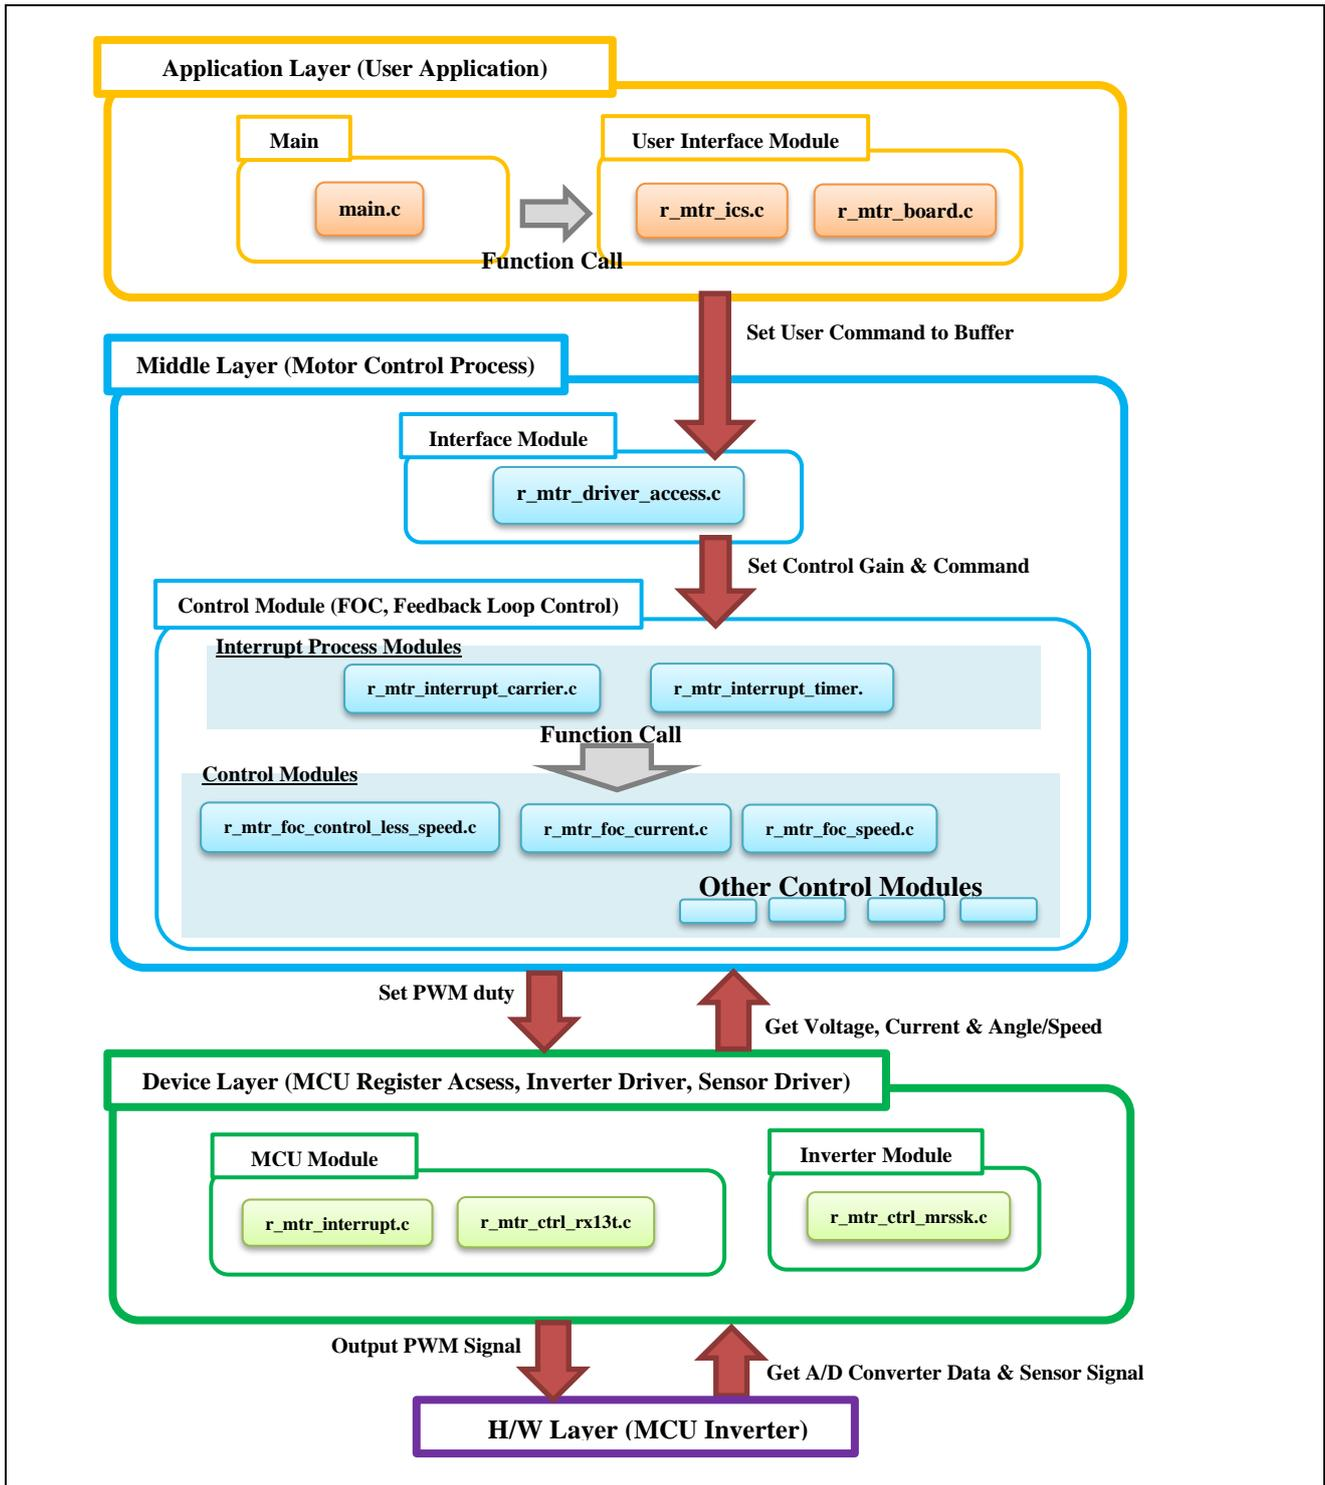 Application Layer (User Application)
Main
User Interface Module
main.c
r_mtr_ics.c
r_mtr_board.c
Function Call
Set User Command to Buffer
Middle Layer (Motor Control Process)
Interface Module
r_mtr_driver_access.c
Set Control Gain & Command
Control Module (FOC, Feedback Loop Control)
Interrupt Process Modules
r_mtr_interrupt_carrier.c
r_mtr_interrupt_timer.
Function Call
Control Modules
r_mtr_foc_control_less_speed.c
r_mtr_foc_current.c
r_mtr_foc_speed.c
Other Control Modules
Set PWM duty
Get Voltage, Current & Angle/Speed
Device Layer (MCU Register Acsess, Inverter Driver, Sensor Driver)
MCU Module
Inverter Module
r_mtr_interrupt.c
r_mtr_ctrl_rx13t.c
r_mtr_ctrl_mrssk.c
Output PWM Signal
Get A/D Converter Data & Sensor Signal
H/W Layer (MCU Inverter)